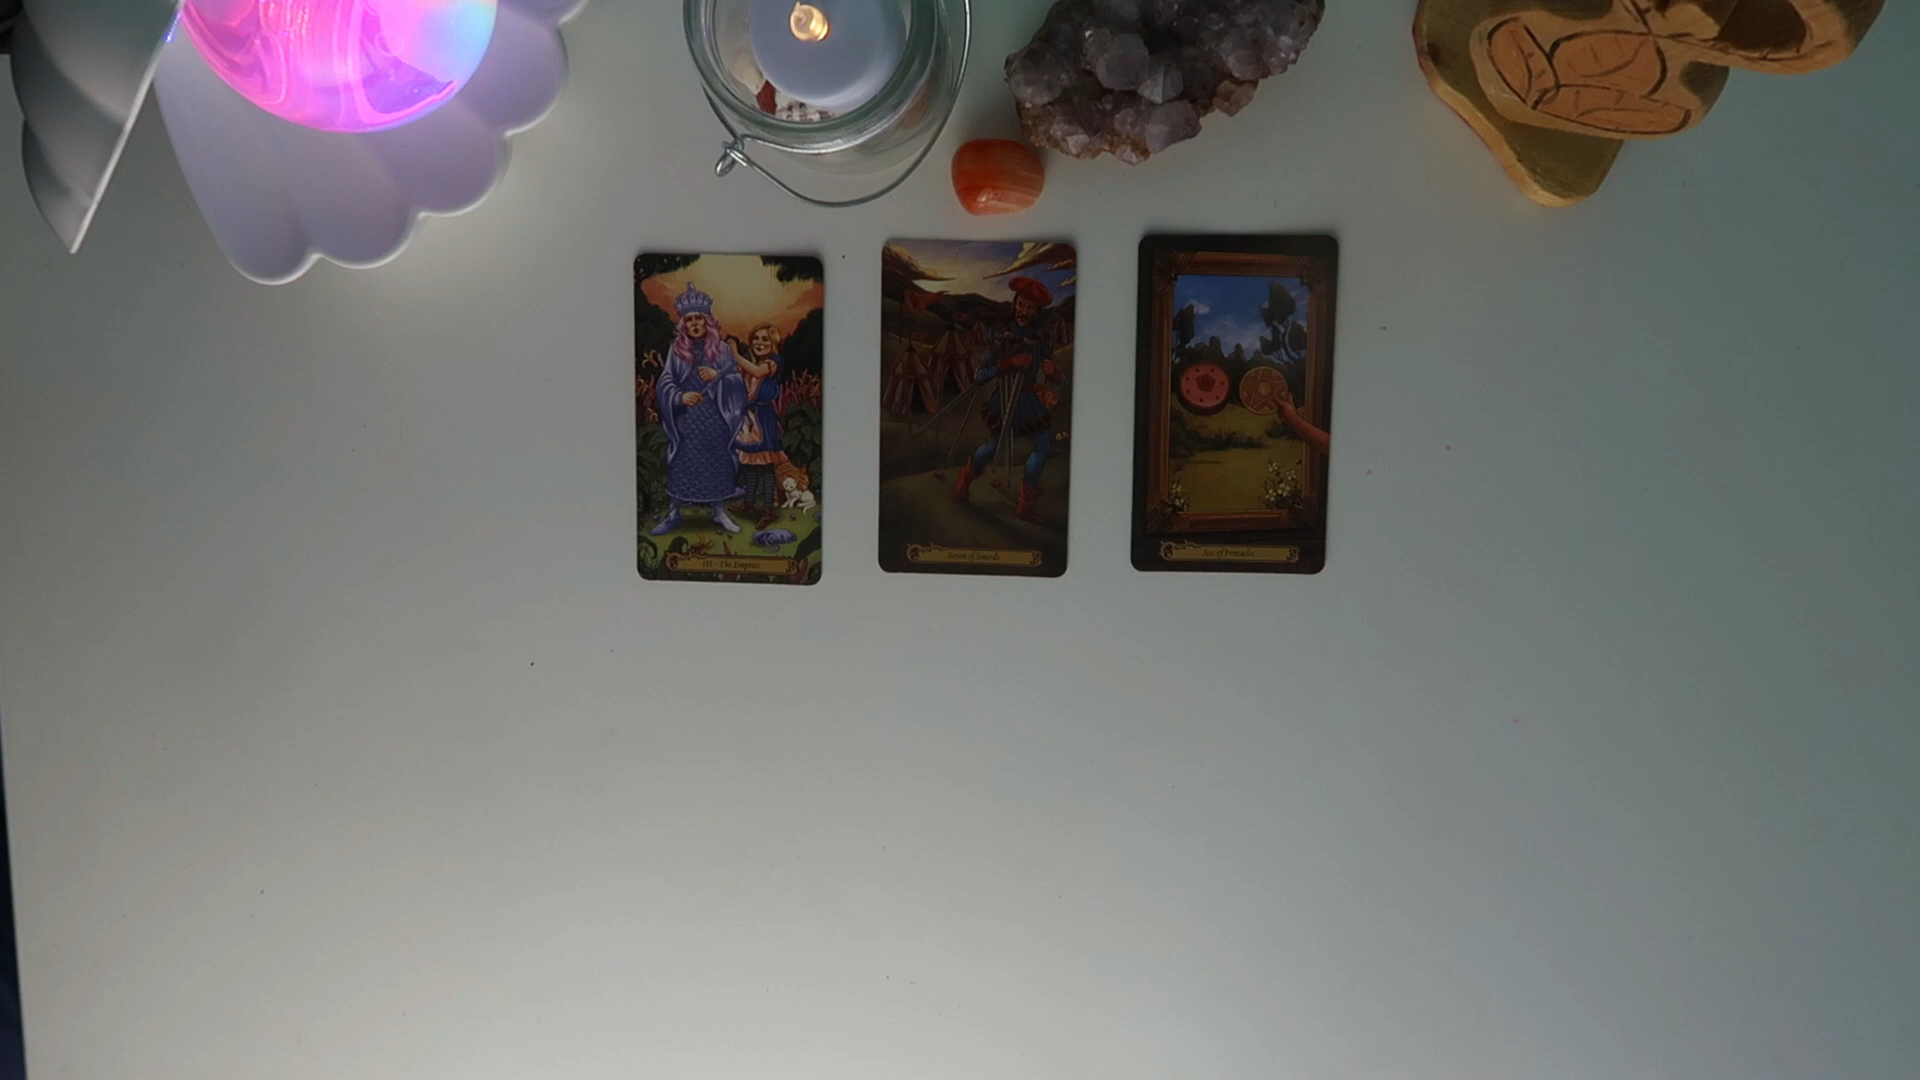 III - The Empress
Seven of Swords
Ace of Pentacles